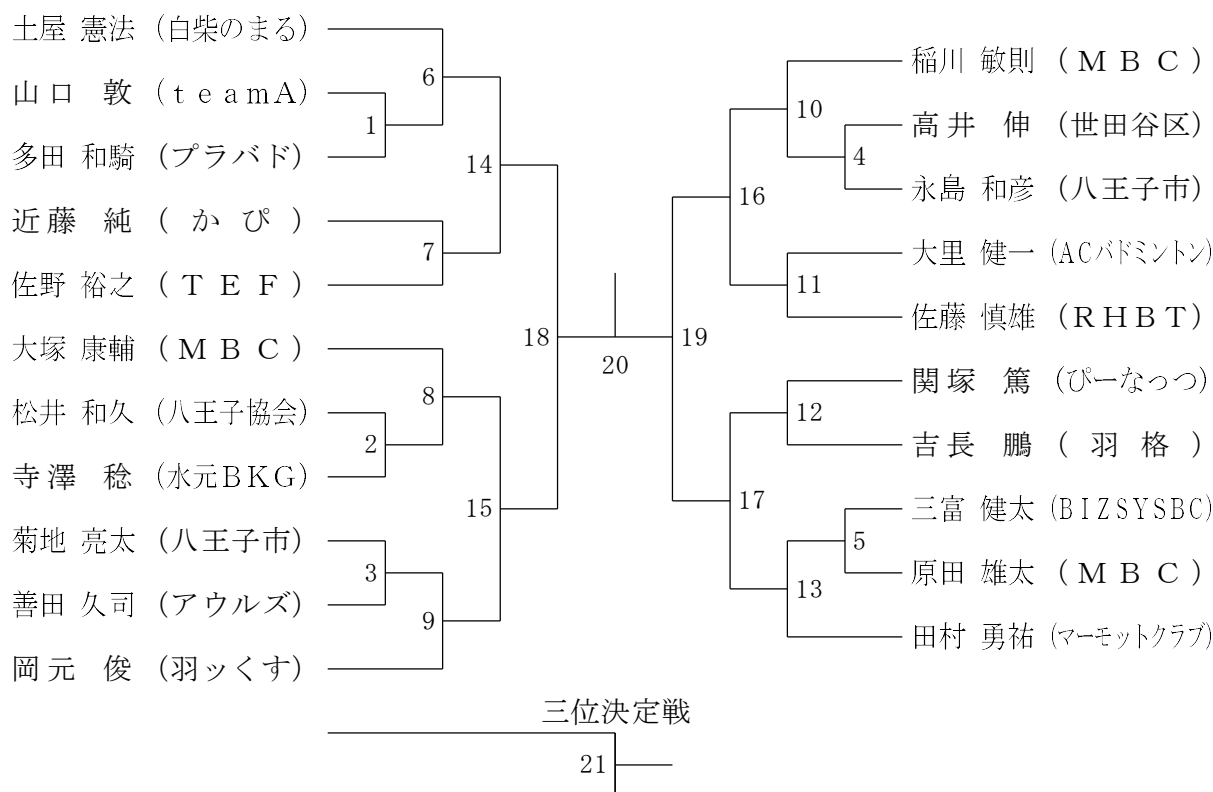 土屋 憲法 (白柴のまる)
山口 敦 (ｔｅａｍＡ)
1
多田 和騎 (プラバド)
6
近藤 純 (かぴ)
7
佐野 裕之 (ＴＥＦ)
14
大塚 康輔 (ＭＢＣ)
松井 和久 (八王子協会)
2
寺澤 稔 (水元ＢＫＧ)
8
菊地 亮太 (八王子市)
3
善田 久司 (アウルズ)
9
岡元 俊 (羽ッくす)
15
18
20
稲川 敏則 (ＭＢＣ)
10
高井 伸 (世田谷区)
4
永島 和彦 (八王子市)
16
大里 健一 (ACバドミントン)
11
佐藤 慎雄 (ＲＨＢＴ)
19
関塚 篤 (ぴーなっつ)
12
吉長 鵬 (羽格)
17
三富 健太 (ＢＩＺＳＹＳＢＣ)
5
原田 雄太 (ＭＢＣ)
13
田村 勇祐 (マーモットクラブ)
三位決定戦
21